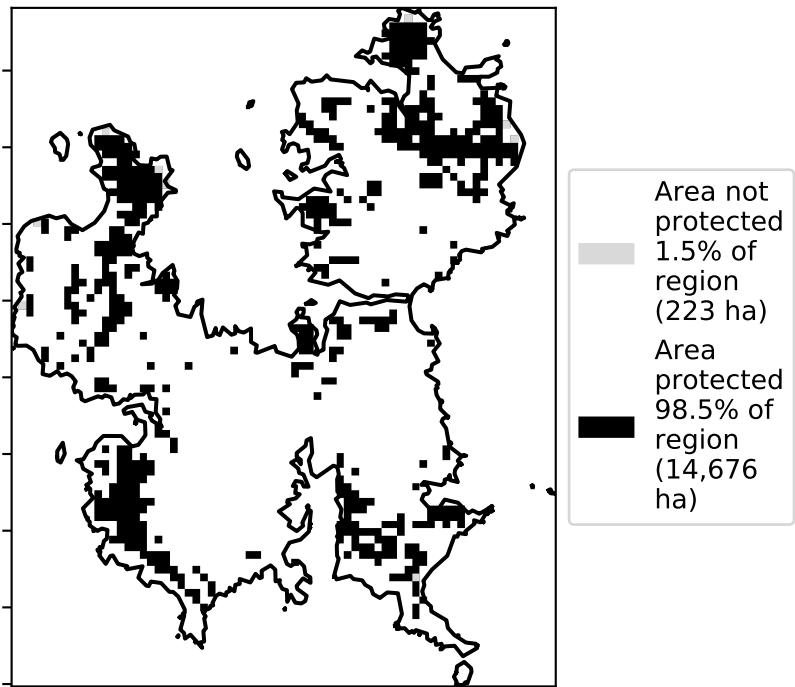 Area not
protected
1.5% of
region
(223 ha)
Area
protected
98.5% of
region
(14,676
ha)